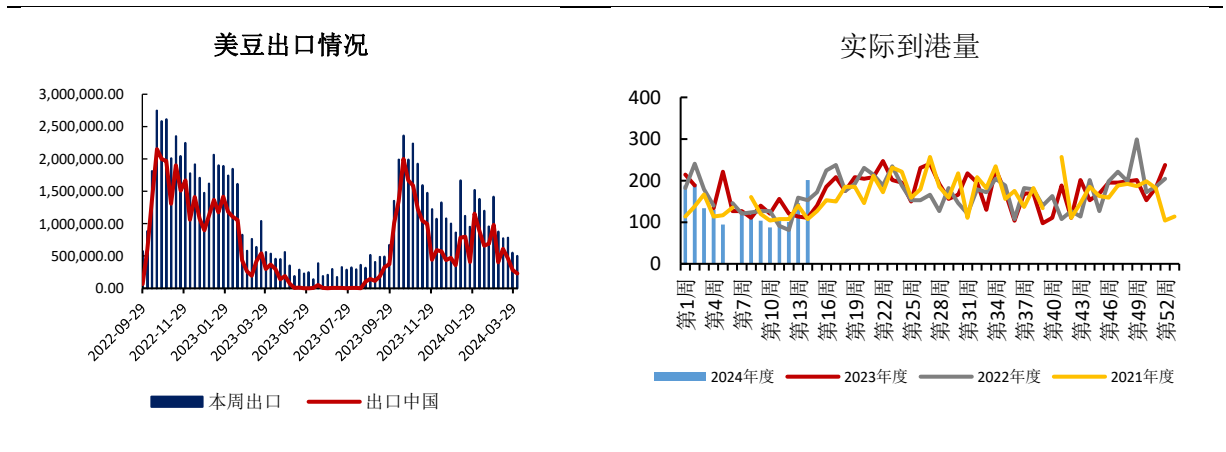 美豆出口情况
3,000,000.00
2,500,000.00
2,000,000.00
1,500,000.00
1,000,000.00
500,000.00
0.00
2022-09-29
2022-11-29
2023-01-29
2023-03-29
2023-05-29
2023-07-29
2023-09-29
2023-11-29
2024-01-29
2024-03-29
本周出口
出口中国
实际到港量
400
300
200
100
0
第1周
第4周
第7周
第10周
第13周
第16周
第19周
第22周
第25周
第28周
第31周
第34周
第37周
第40周
第43周
第46周
第49周
第52周
2024年度
2023年度
2022年度
2021年度